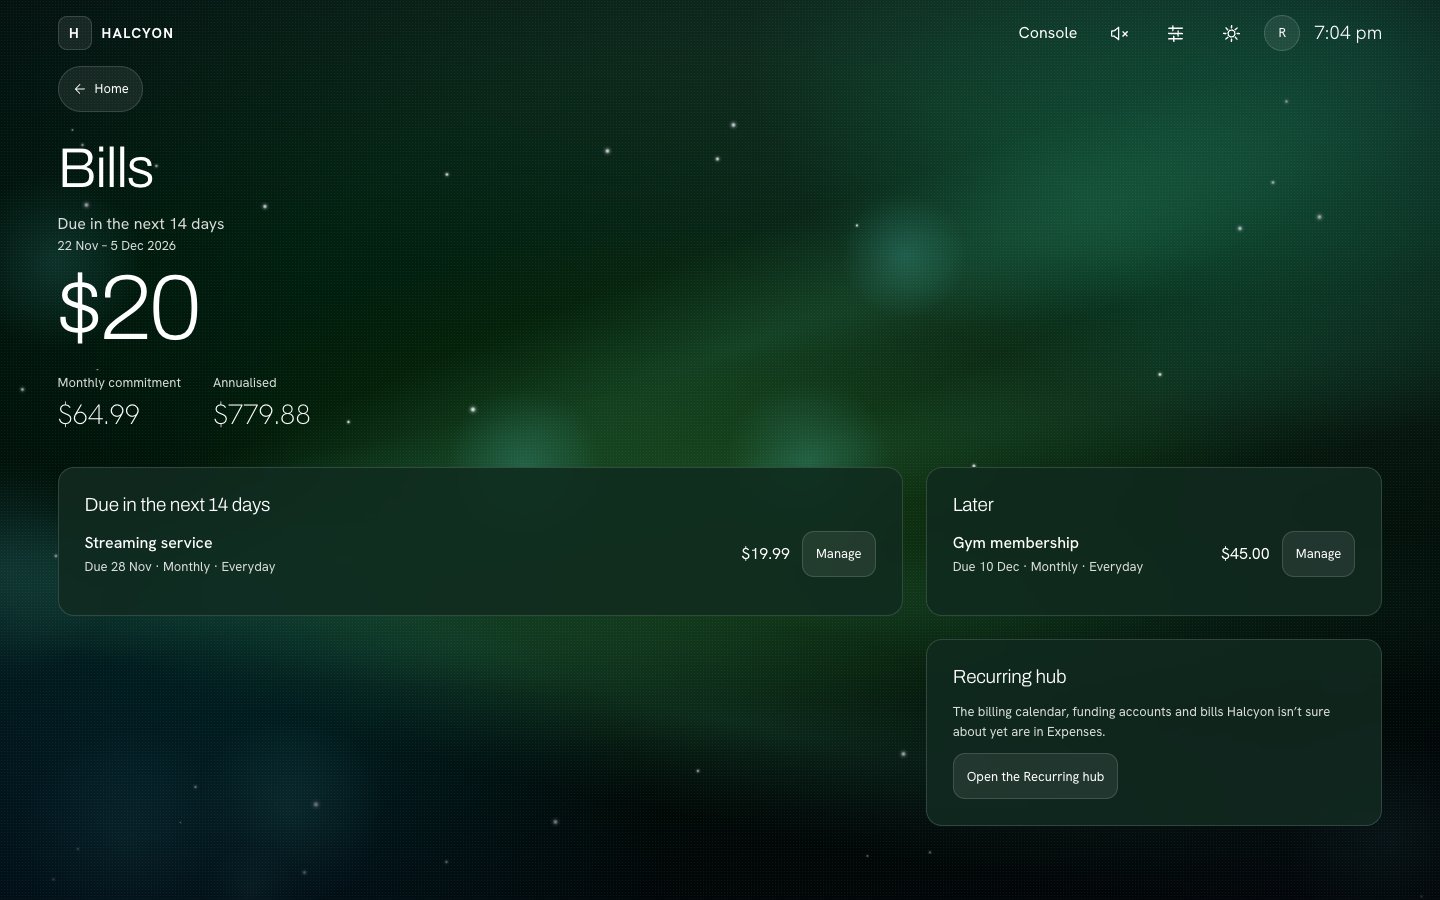 H HALCYON
Console
R 7:04 pm
Home
Bills
Due in the next 14 days
22 Nov – 5 Dec 2026
$20
Monthly commitment Annualised
$64.99 $779.88
Due in the next 14 days
Streaming service
Due 28 Nov · Monthly · Everyday
$19.99 Manage
Later
Gym membership
Due 10 Dec · Monthly · Everyday
$45.00 Manage
Recurring hub
The billing calendar, funding accounts and bills Halcyon isn’t sure
about yet are in Expenses.
Open the Recurring hub